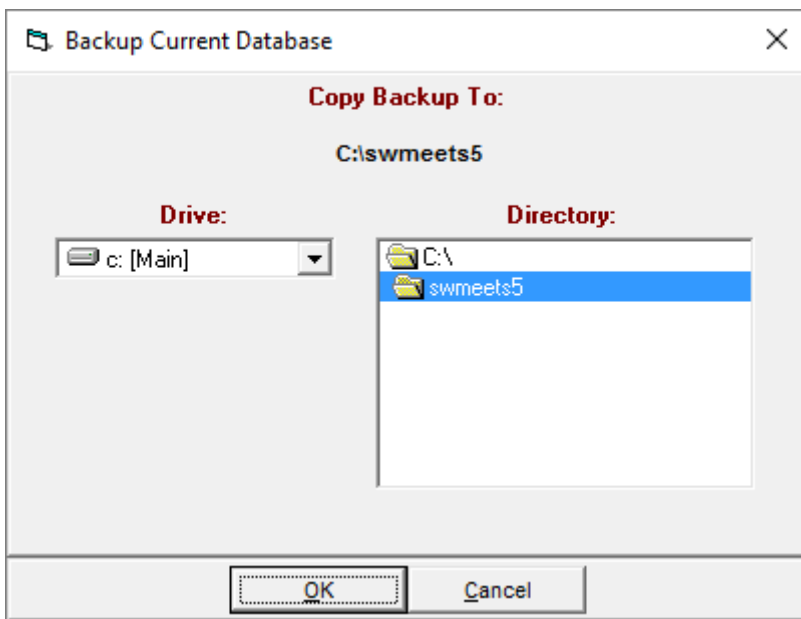 Backup Current Database
Copy Backup To:
C:\swmeets5
Drive:
Directory:
c: [Main]
C:\
swmeets5
OK
Cancel